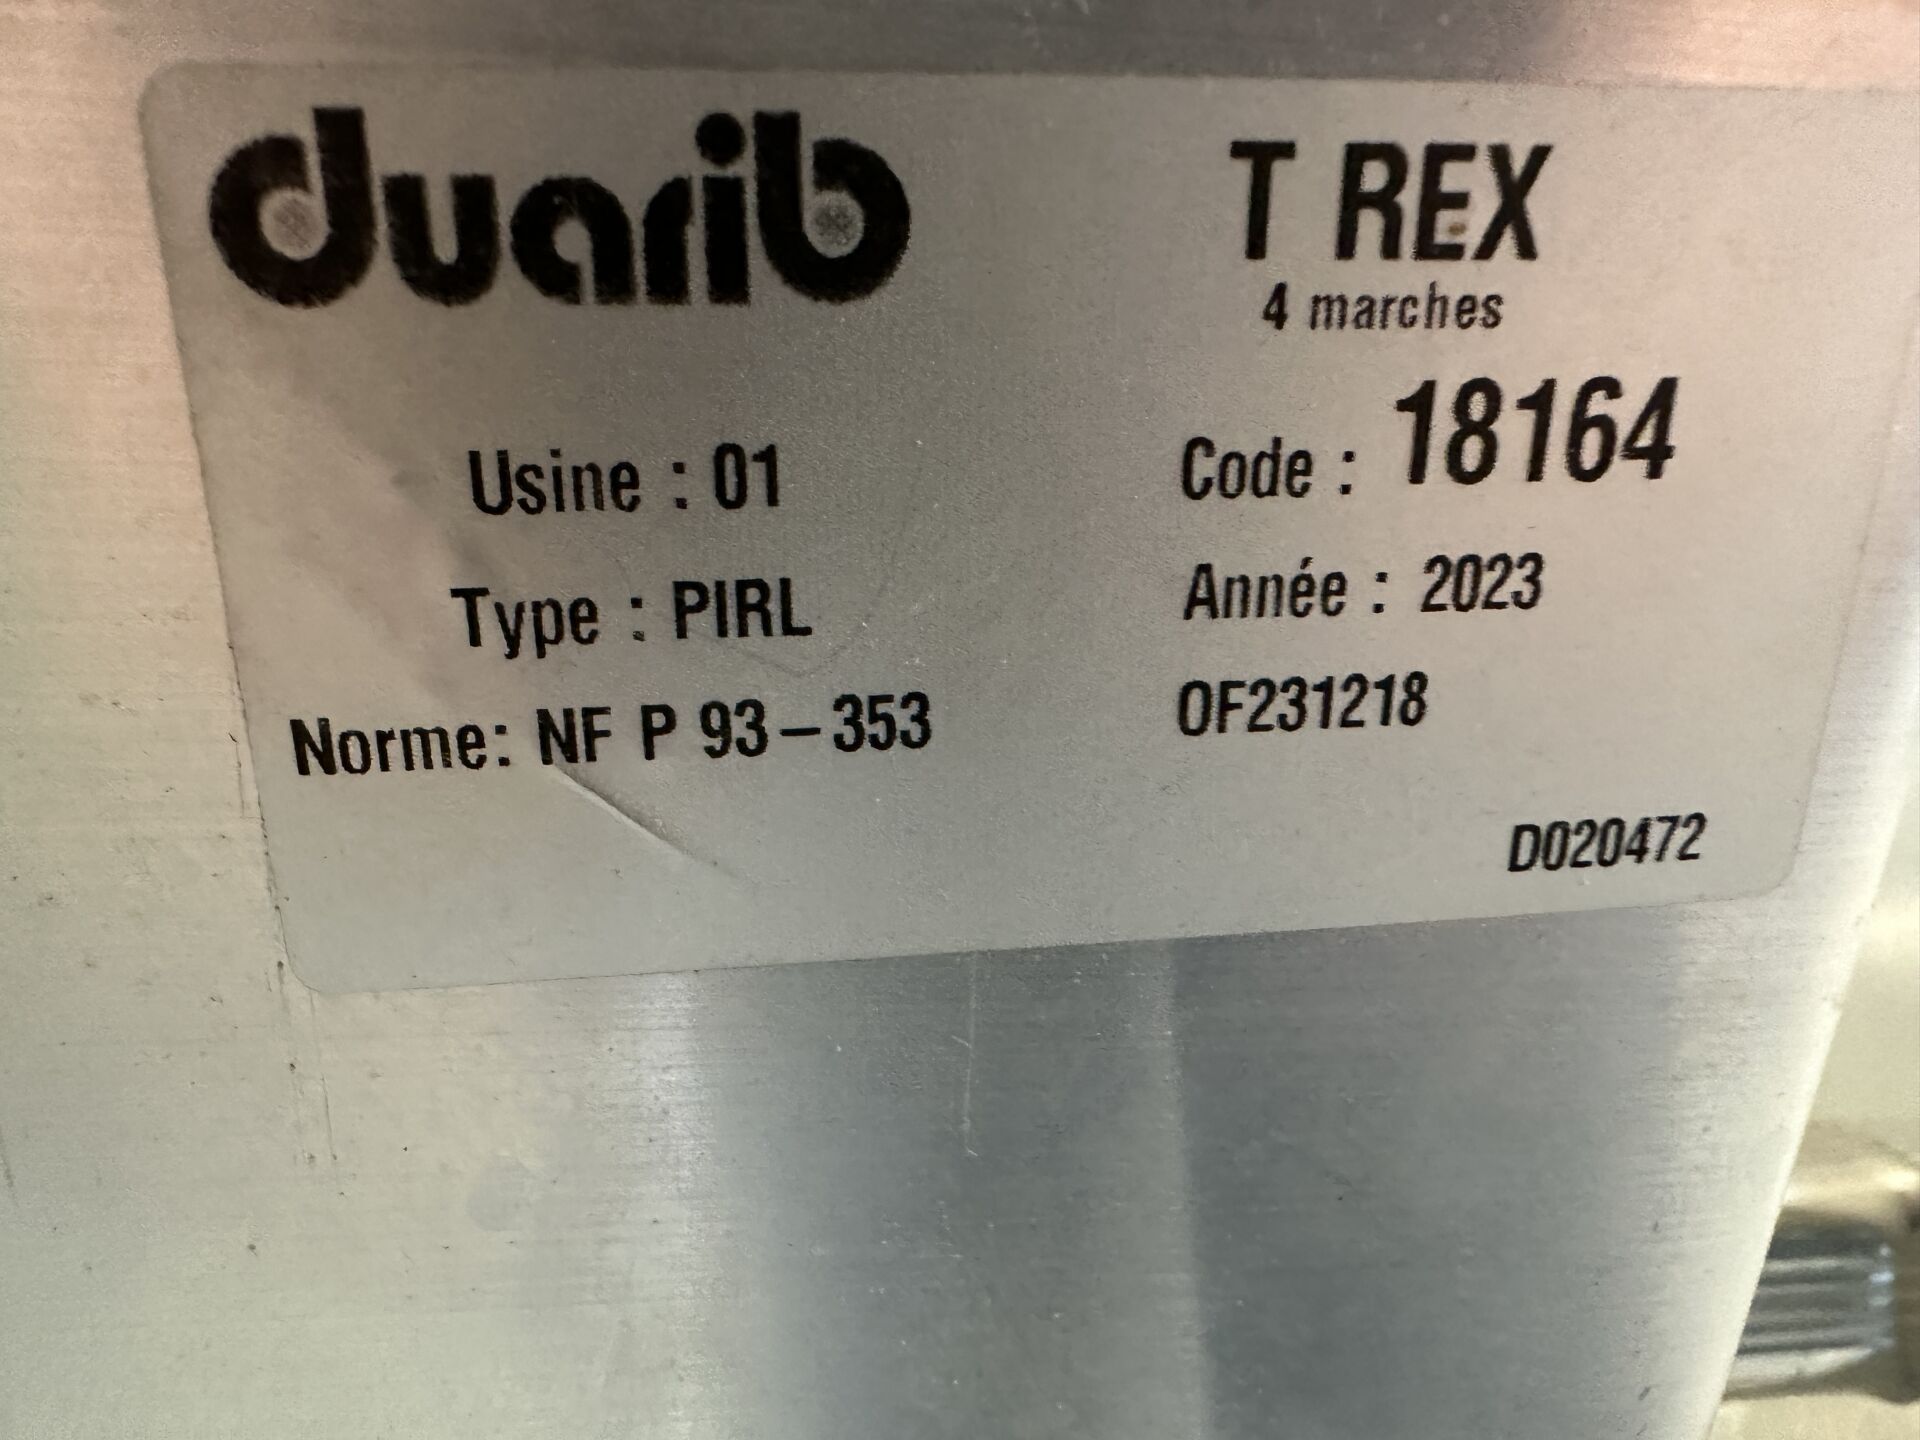 duarib
T REX
4 marches
Usine : 01
Code : 18164
Type : PIRL
Année : 2023
Norme: NF P 93-353
OF231218
D020472